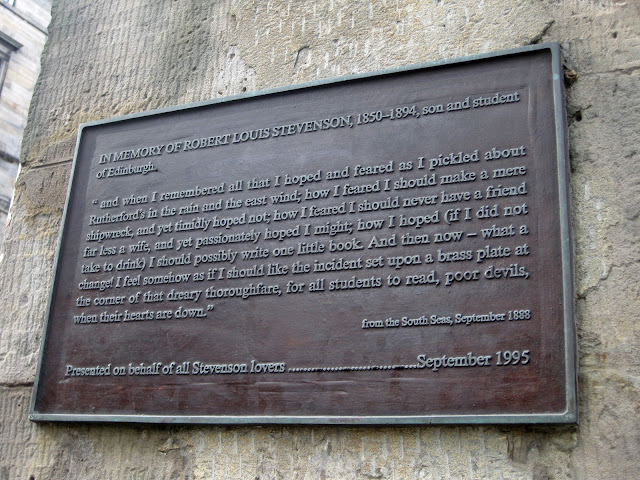 IN MEMORY OF ROBERT LOUIS STEVENSON, 1850–1894, son and student
of Edinburgh.
“ and when I remembered all that I hoped and feared as I pickled about
Rutherford's in the rain and the east wind; how I feared I should make a mere
shipwreck, and yet timidly hoped not; how I feared I should never have a friend
far less a wife, and yet passionately hoped I might; how I hoped (if I did not
take to drink) I should possibly write one little book. And then now – what a
change! I feel somehow as if I should like the incident set upon a brass plate at
the corner of that dreary thoroughfare, for all students to read, poor devils,
when their hearts are down.”
from the South Seas, September 1888
Presented on behalf of all Stevenson lovers ................................September 1995